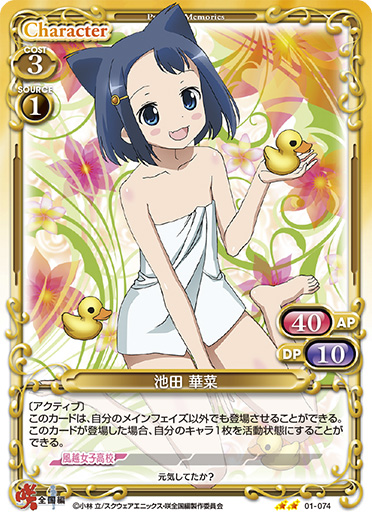 Precious Memories
Character
COST
3
SOURCE
1
40 AP
DP 10
池田 華菜
〔アクティブ〕
このカードは、自分のメインフェイズ以外でも登場させることができる。
このカードが登場した場合、自分のキャラ1枚を活動状態にすることが
できる。
風越女子高校
元気してたか?
咲 全国編
©小林 立/スクウェアエニックス・咲全国編製作委員会
01-074